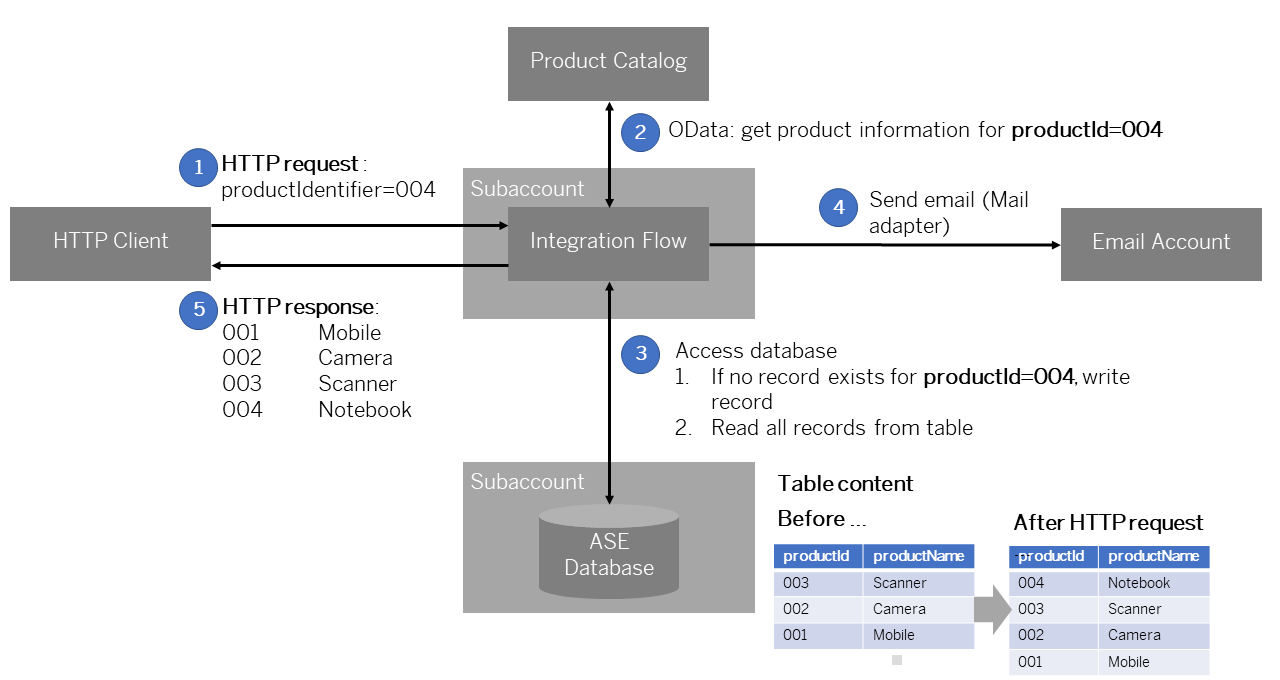 Product Catalog
2 OData: get product information for productId=004
1 HTTP request :
productIdentifier=004
Subaccount
4 Send email (Mail
adapter)
HTTP Client
Integration Flow
Email Account
5 HTTP response:
001 Mobile
002 Camera
003 Scanner
004 Notebook
3 Access database
1. If no record exists for productId=004, write
record
2. Read all records from table
Subaccount
ASE
Database
Table content
Before ...
productId productName
003 Scanner
002 Camera
001 Mobile
After HTTP request
productId productName
004 Notebook
003 Scanner
002 Camera
001 Mobile